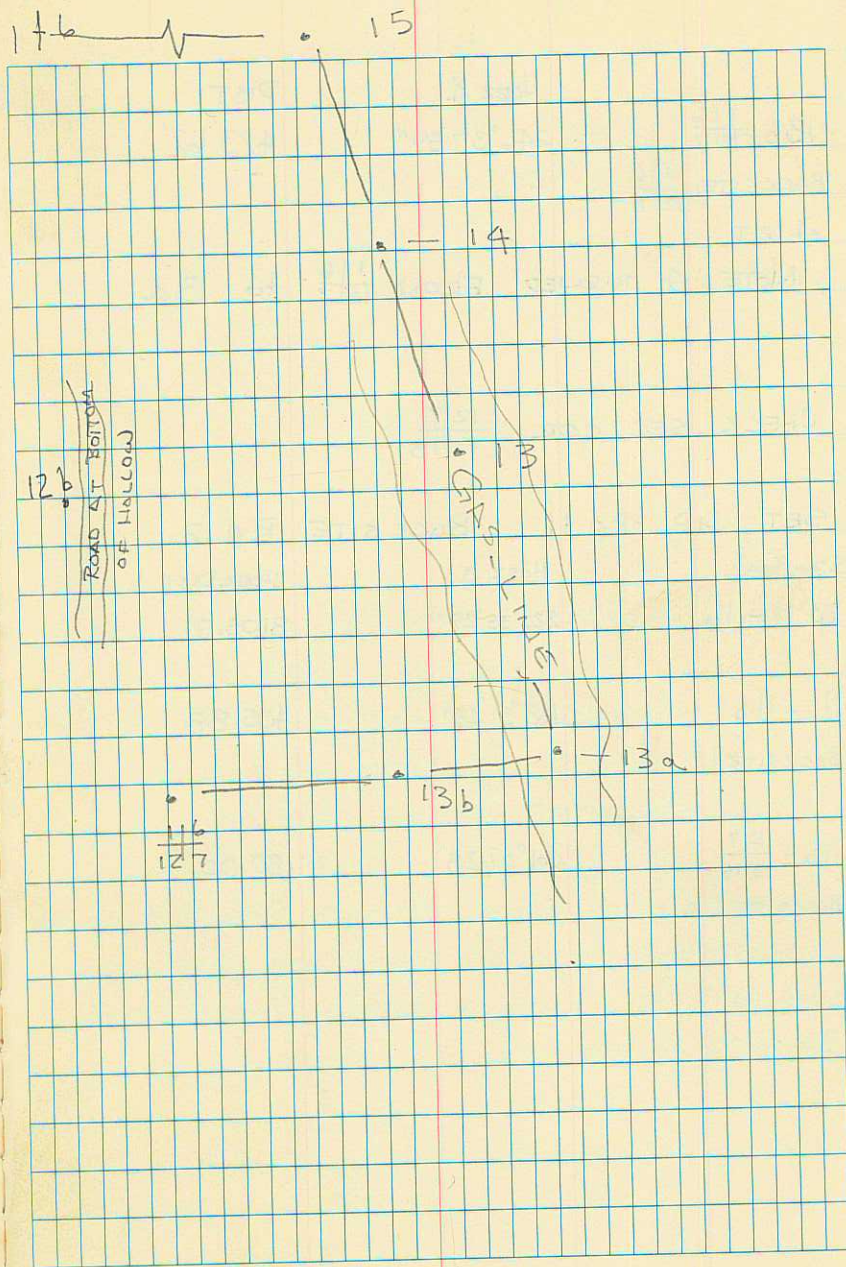 1+6 15
14
13
GAS-LINE
ROAD AT BOTTOM
OF HOLLOW
12b
13a
13b
1 6
12 7